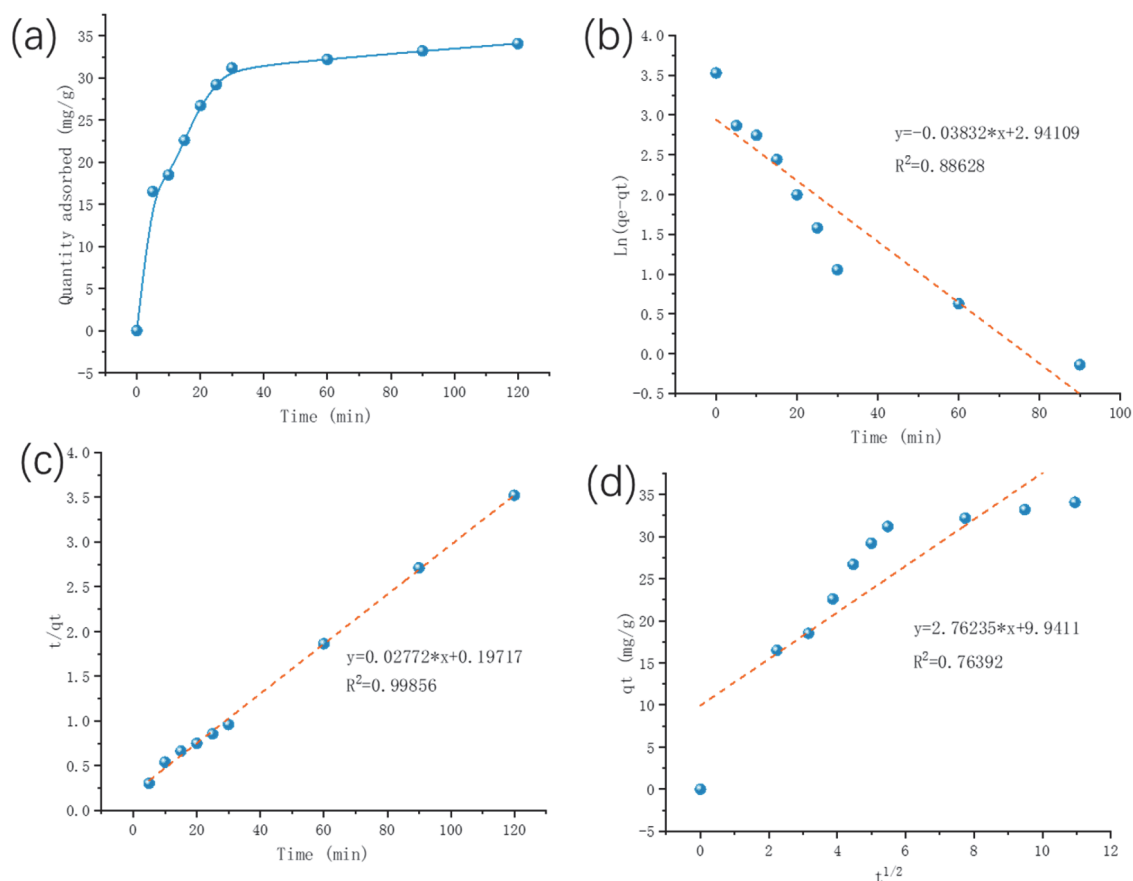 (a)
35
30
25
20
15
10
5
0
-5
Quantity adsorbed (mg/g)
0 20 40 60 80 100 120
Time (min)
(b)
4.0
3.5
3.0
2.5
2.0
1.5
1.0
0.5
0.0
-0.5
Ln(qe-qt)
y=-0.03832*x+2.94109
R²=0.88628
0 20 40 60 80 100
Time (min)
(c)
4.0
3.5
3.0
2.5
2.0
1.5
1.0
0.5
0.0
t/qt
y=0.02772*x+0.19717
R²=0.99856
0 20 40 60 80 100 120
Time (min)
(d)
35
30
25
20
15
10
5
0
-5
qt (mg/g)
y=2.76235*x+9.9411
R²=0.76392
0 2 4 6 8 10 12
t^{1/2}